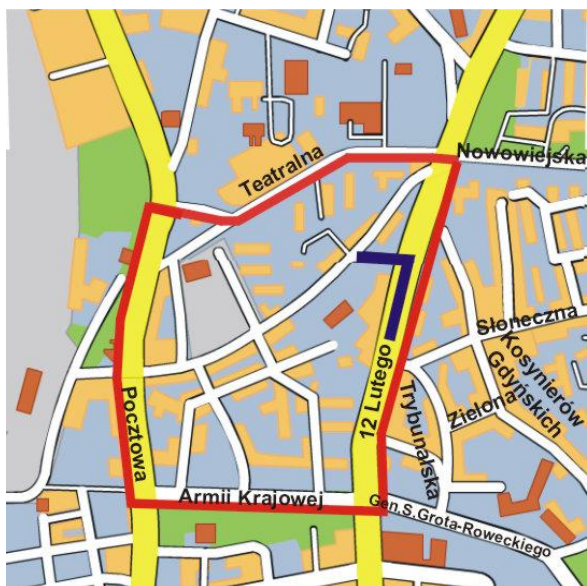 Nowowiejska
Teatralna
Słoneczna
Kosynierów
Gdyńskich
12 Lutego
Zielona
Trybunalska
Pocztowa
Armii Krajowej
Gen.S.Grota-Roweckiego